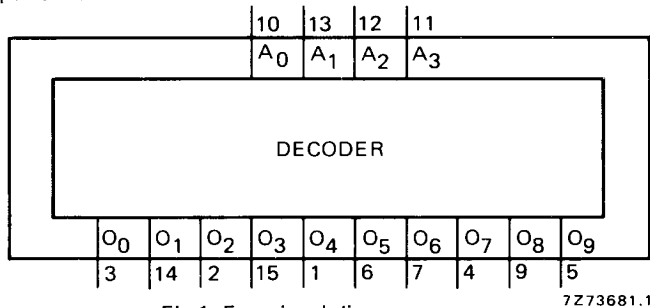 10 13 12 11
A0 A1 A2 A3
DECODER
O0 O1 O2 O3 O4 O5 O6 O7 O8 O9
3 14 2 15 1 6 7 4 9 5
7Z73681.1